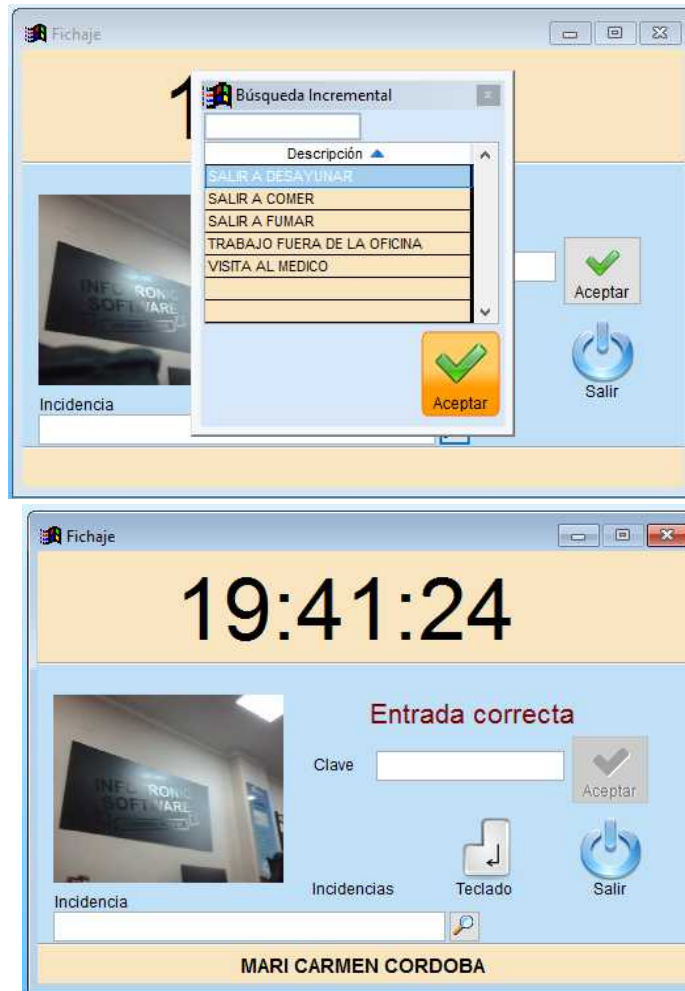 Fichaje
1
Búsqueda Incremental
Descripción
SALIR A DESAYUNAR
SALIR A COMER
SALIR A FUMAR
TRABAJO FUERA DE LA OFICINA
VISITA AL MEDICO
Aceptar
Aceptar
Salir
Incidencia
Fichaje
19:41:24
Entrada correcta
Clave
Aceptar
Incidencias
Teclado
Salir
Incidencia
MARI CARMEN CORDOBA